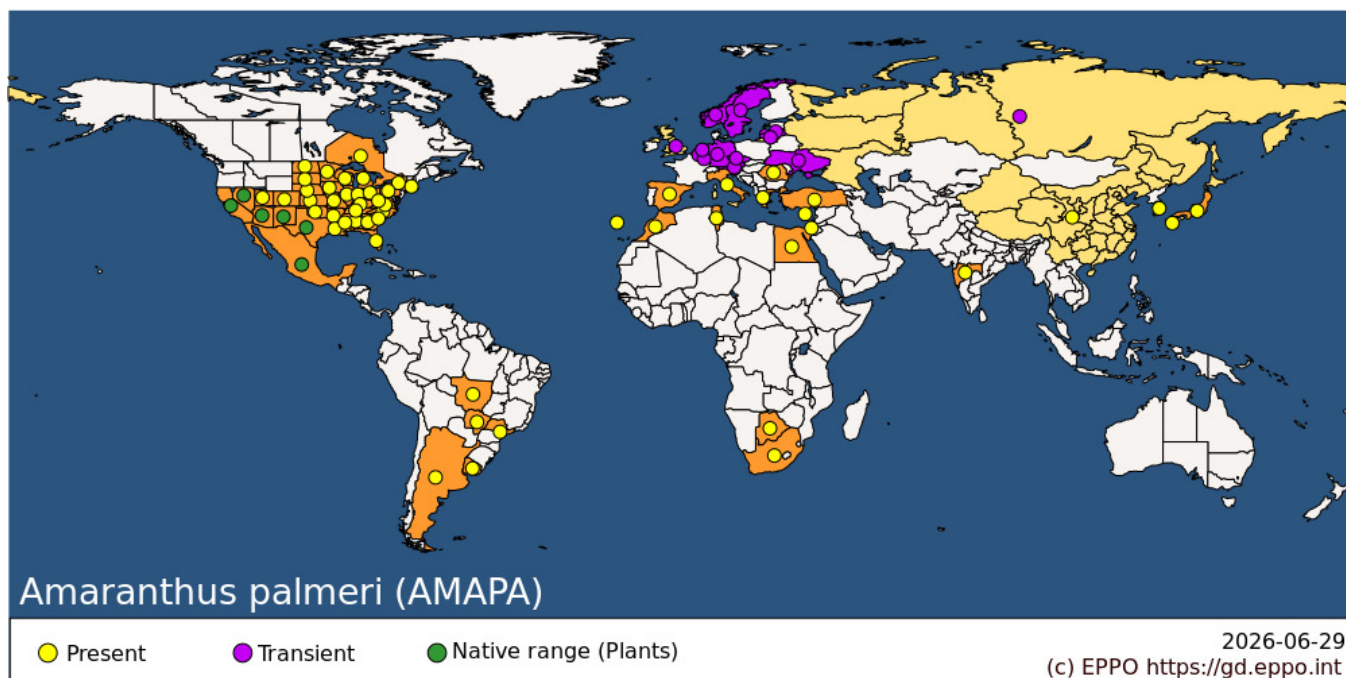 Amaranthus palmeri (AMAPA)
Present
Transient
Native range (Plants)
2026-06-29
(c) EPPO https://gd.eppo.int